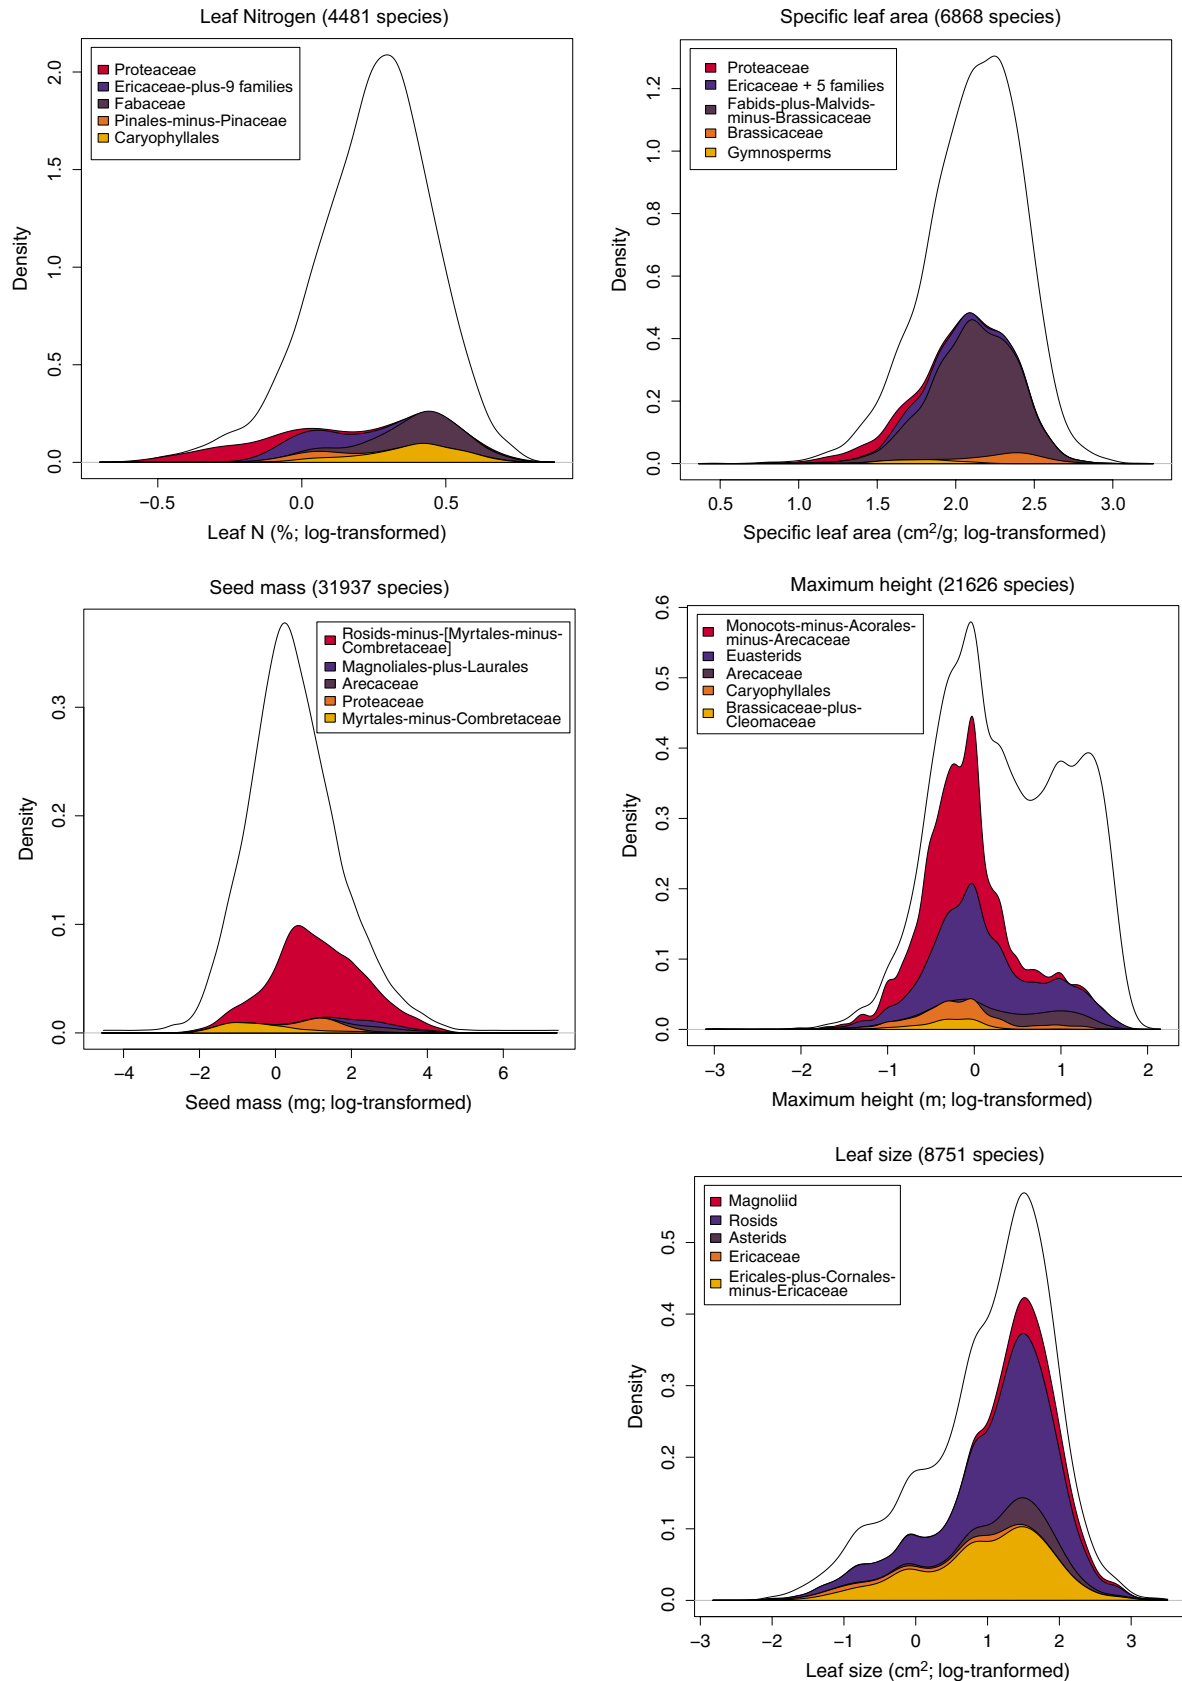 Leaf Nitrogen (4481 species)
Proteaceae
Ericaceae-plus-9 families
Fabaceae
Pinales-minus-Pinaceae
Caryophyllales
Density
0.0
0.5
1.0
1.5
2.0
−0.5
0.0
0.5
Leaf N (%; log-transformed)
Specific leaf area (6868 species)
Proteaceae
Ericaceae + 5 families
Fabids-plus-Malvids-
minus-Brassicaceae
Brassicaceae
Gymnosperms
Density
0.0
0.2
0.4
0.6
0.8
1.0
1.2
0.5
1.0
1.5
2.0
2.5
3.0
Specific leaf area (cm²/g; log-transformed)
Seed mass (31937 species)
Rosids-minus-[Myrtales-minus-
Combretaceae]
Magnoliales-plus-Laurales
Arecaceae
Proteaceae
Myrtales-minus-Combretaceae
Density
0.0
0.1
0.2
0.3
−4
−2
0
2
4
6
Seed mass (mg; log-transformed)
Maximum height (21626 species)
Monocots-minus-Acorales-
minus-Arecaceae
Euasterids
Arecaceae
Caryophyllales
Brassicaceae-plus-
Cleomaceae
Density
0.0
0.1
0.2
0.3
0.4
0.5
0.6
−3
−2
−1
0
1
2
Maximum height (m; log-transformed)
Leaf size (8751 species)
Magnoliid
Rosids
Asterids
Ericaceae
Ericales-plus-Cornales-
minus-Ericaceae
Density
0.0
0.1
0.2
0.3
0.4
0.5
−3
−2
−1
0
1
2
3
Leaf size (cm²; log-tranformed)